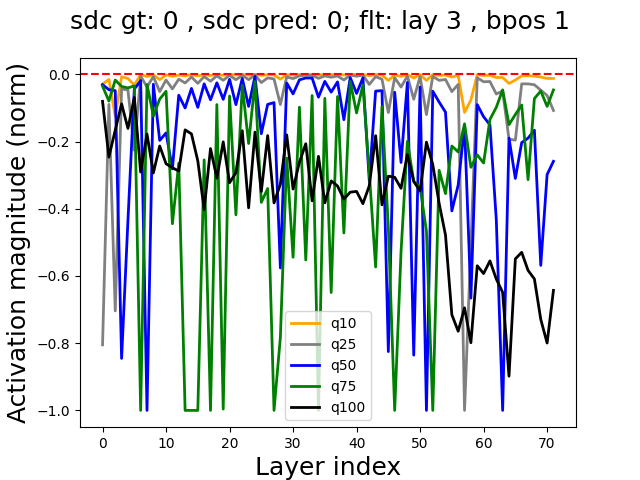 sdc gt: 0 , sdc pred: 0; flt: lay 3 , bpos 1
Activation magnitude (norm)
0.0
−0.2
−0.4
−0.6
−0.8
−1.0
q10
q25
q50
q75
q100
0 10 20 30 40 50 60 70
Layer index